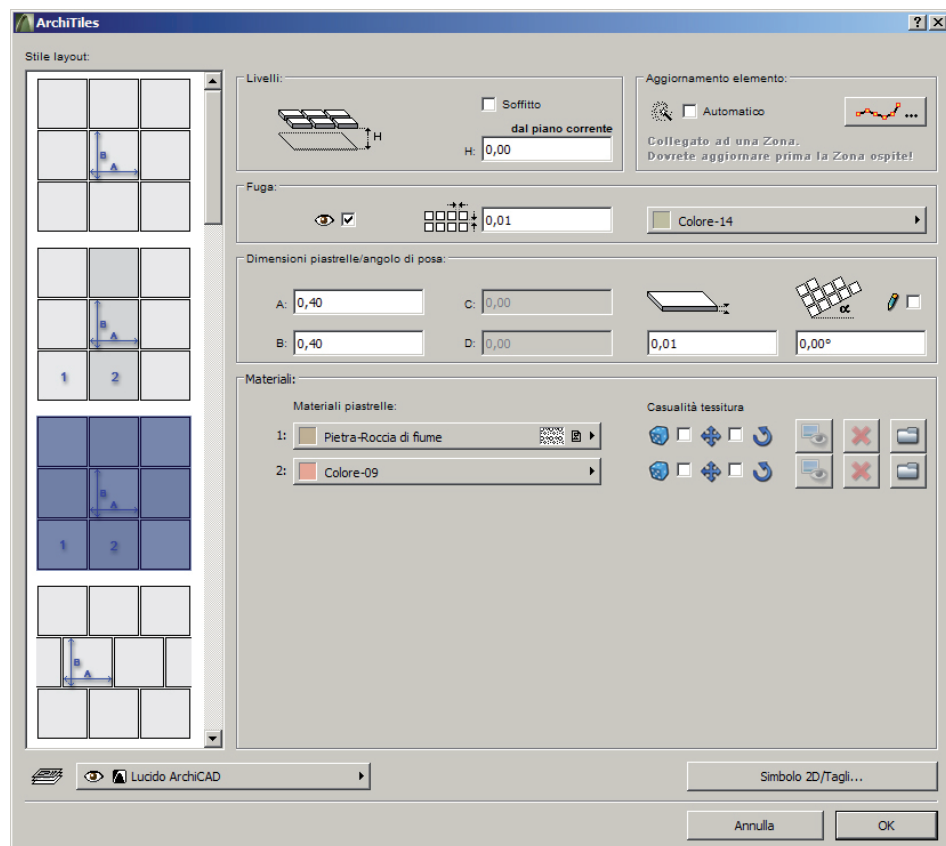 ArchiTiles
Stile layout:
B
A
B
A
1 2
B
A
1 2
B
A
Livelli:
H
Soffitto
dal piano corrente
H: 0,00
Aggiornamento elemento:
Automatico
...
Collegato ad una Zona.
Dovrete aggiornare prima la Zona ospite!
Fuga:
0,01
Colore-14
Dimensioni piastrelle/angolo di posa:
A: 0,40
C: 0,00
α
B: 0,40
D: 0,00
0,01
0,00°
Materiali:
Materiali piastrelle:
Casualità tessitura
1: Pietra-Roccia di fiume
2: Colore-09
Lucido ArchiCAD
Simbolo 2D/Tagli...
Annulla
OK